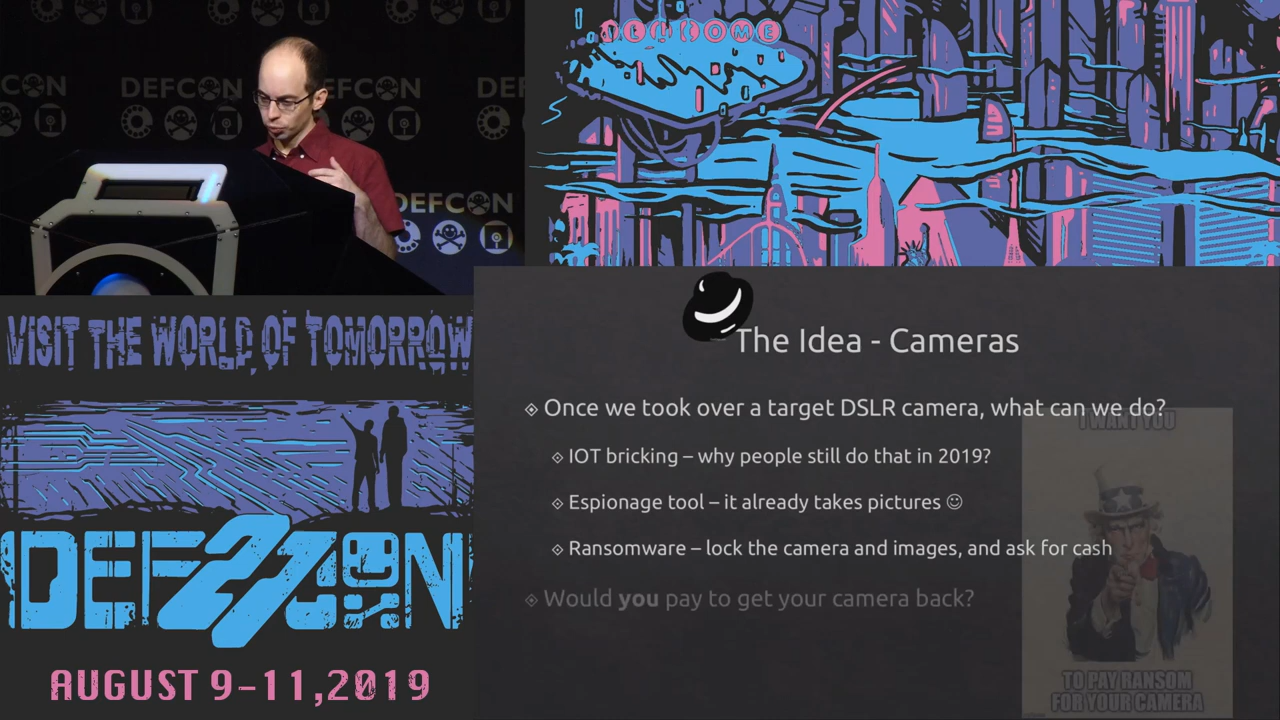 DEFCON
DEFCON
DEFCON
DEF
DEFCON
WELCOME
VISIT THE WORLD OF TOMORROW
DEF27CON
AUGUST 9-11,2019
The Idea - Cameras
Once we took over a target DSLR camera, what can we do?
IOT bricking – why people still do that in 2019?
Espionage tool – it already takes pictures ☺
Ransomware – lock the camera and images, and ask for cash
Would you pay to get your camera back?
I WANT YOU
TO PAY RANSOM
FOR YOUR CAMERA